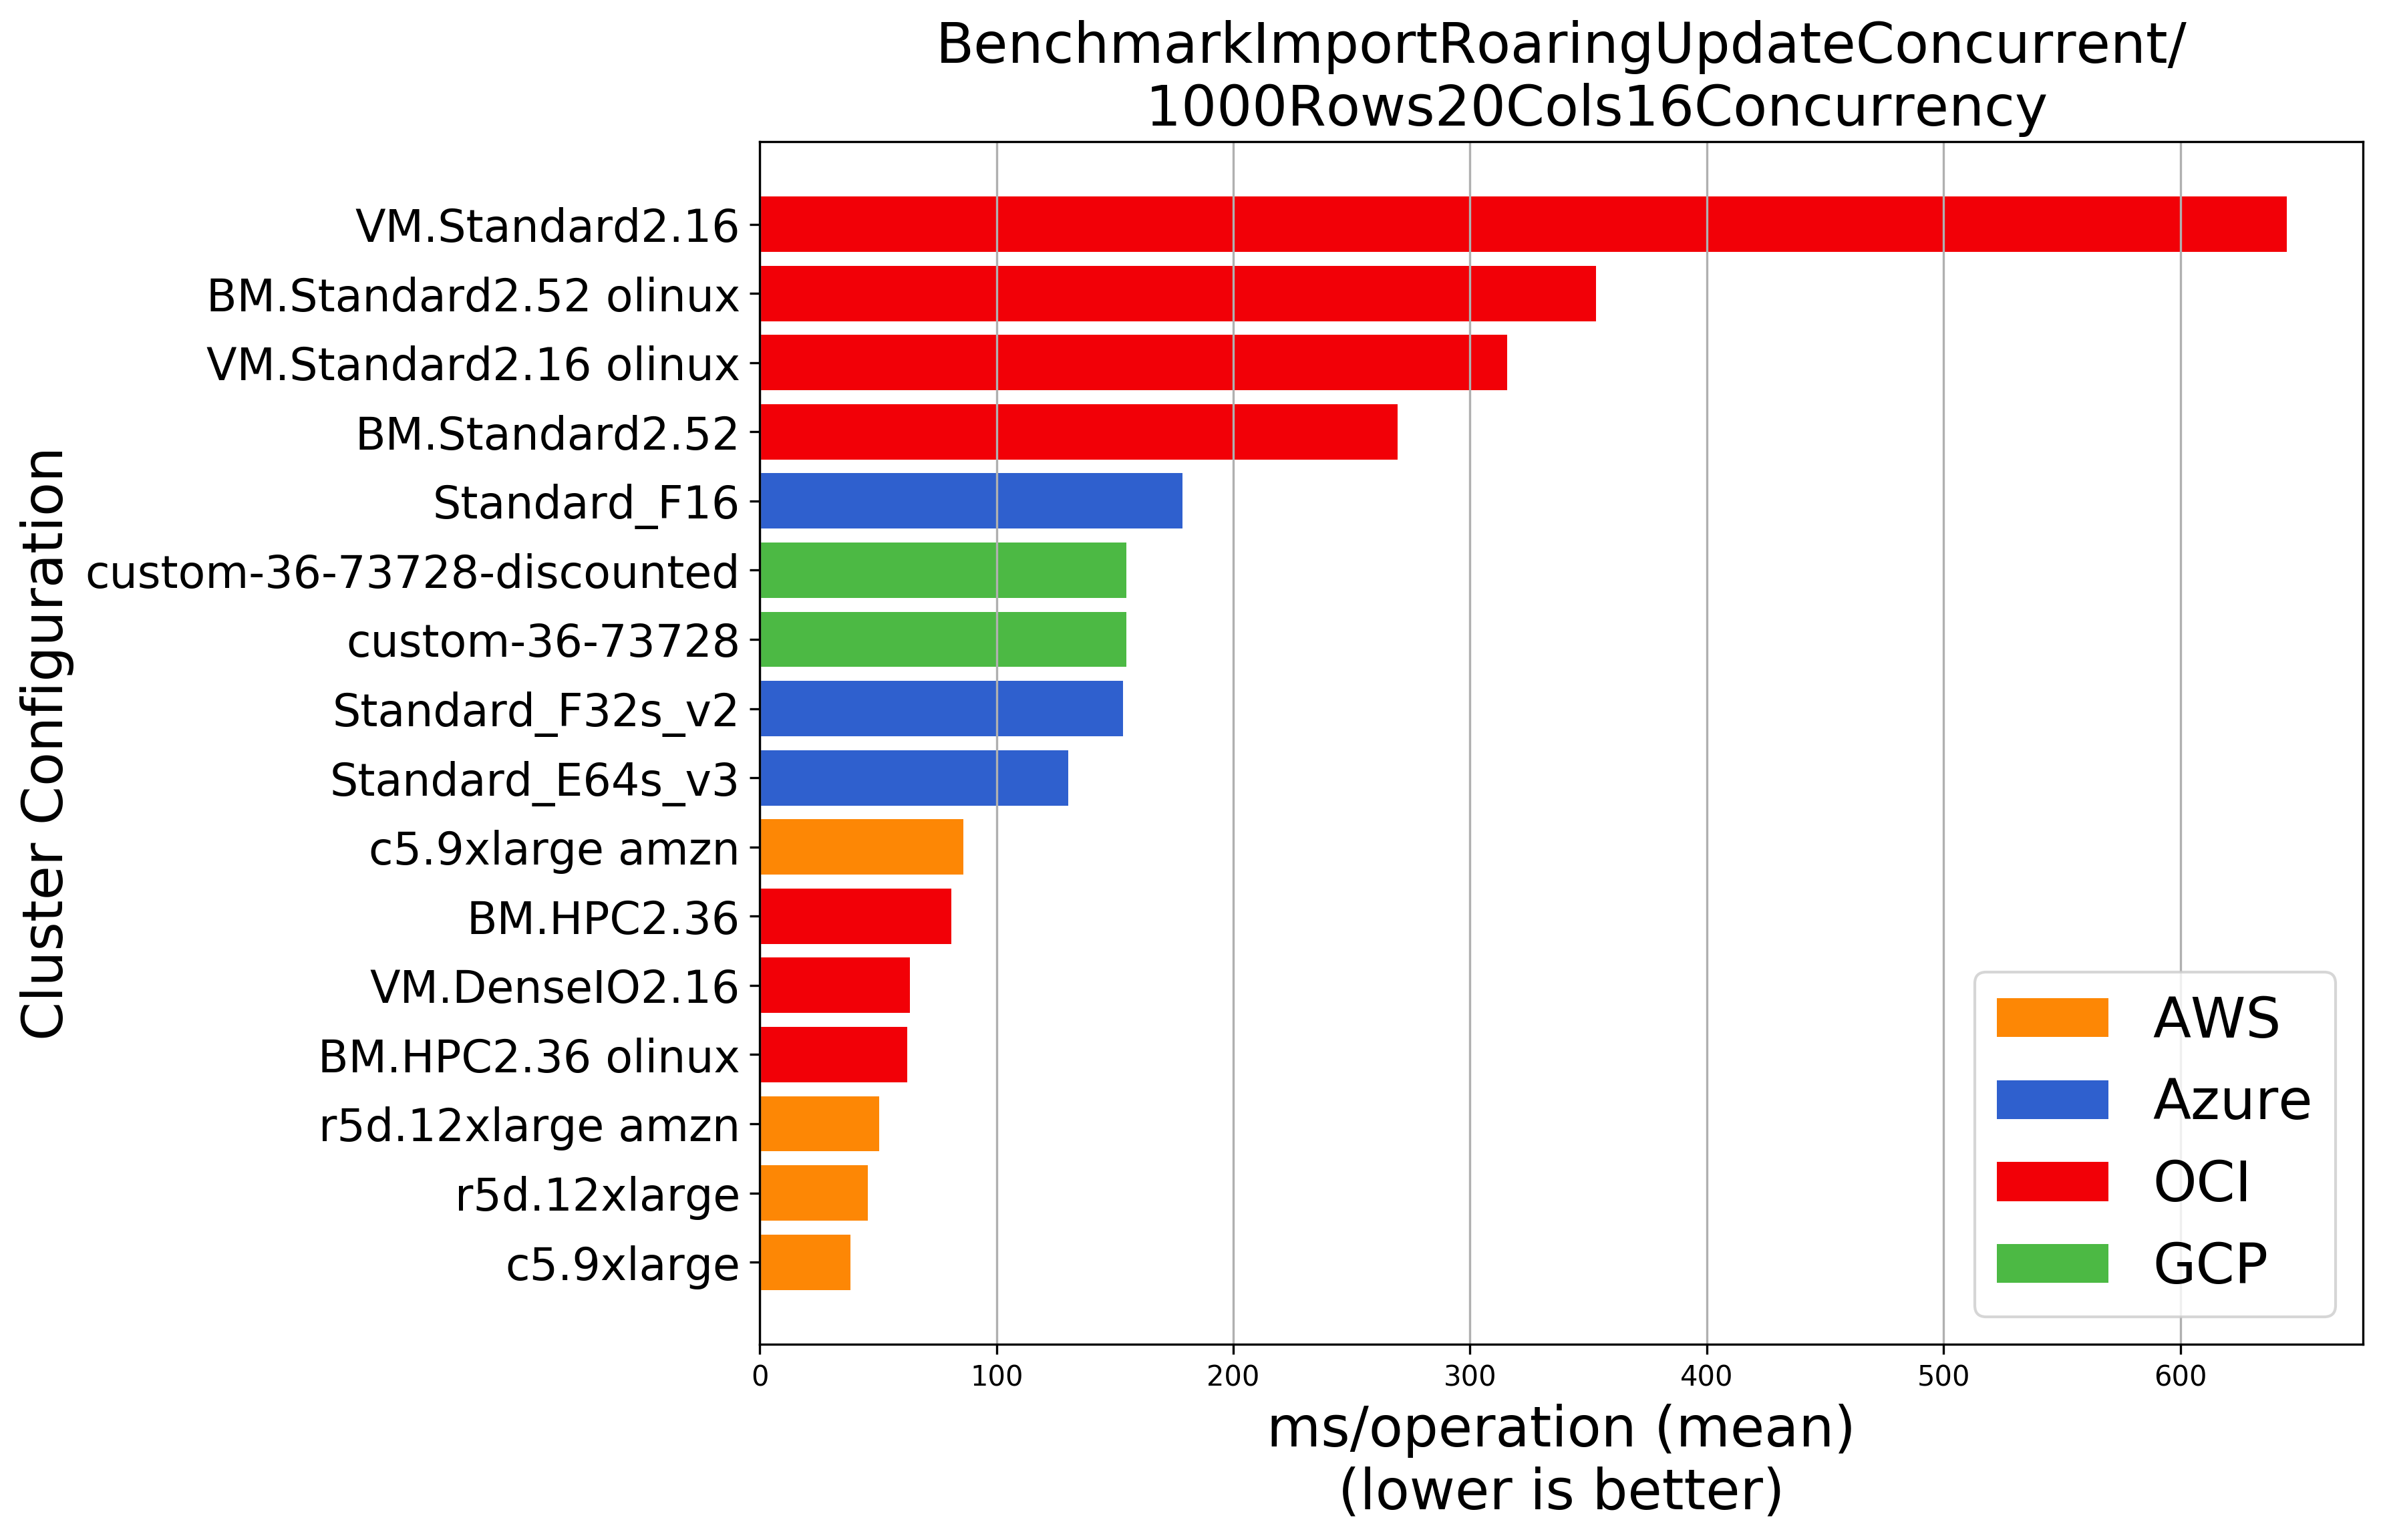 BenchmarkImportRoaringUpdateConcurrent/
1000Rows20Cols16Concurrency
Cluster Configuration
VM.Standard2.16
BM.Standard2.52 olinux
VM.Standard2.16 olinux
BM.Standard2.52
Standard_F16
custom-36-73728-discounted
custom-36-73728
Standard_F32s_v2
Standard_E64s_v3
c5.9xlarge amzn
BM.HPC2.36
VM.DenseIO2.16
BM.HPC2.36 olinux
r5d.12xlarge amzn
r5d.12xlarge
c5.9xlarge
AWS
Azure
OCI
GCP
0 100 200 300 400 500 600
ms/operation (mean)
(lower is better)